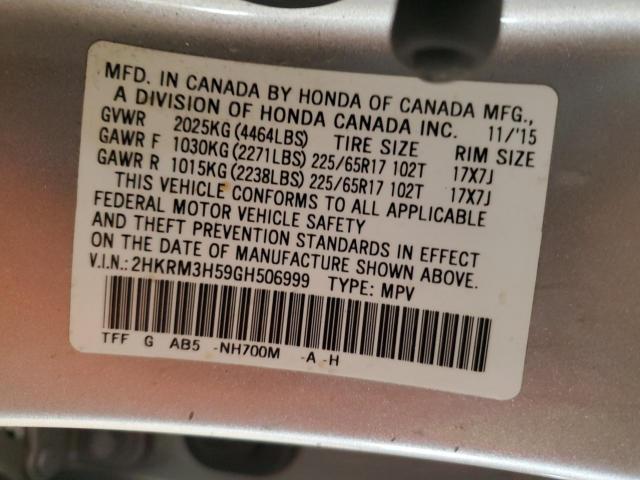 MFD. IN CANADA BY HONDA OF CANADA MFG.,
A DIVISION OF HONDA CANADA INC. 11/'15
GVWR 2025KG(4464LBS) TIRE SIZE RIM SIZE
GAWR F 1030KG(2271LBS) 225/65R17 102T 17X7J
GAWR R 1015KG(2238LBS) 225/65R17 102T 17X7J
THIS VEHICLE CONFORMS TO ALL APPLICABLE
FEDERAL MOTOR VEHICLE SAFETY
AND THEFT PREVENTION STANDARDS IN EFFECT
ON THE DATE OF MANUFACTURE SHOWN ABOVE.
V.I.N.: 2HKRM3H59GH506999 TYPE: MPV
TFF G AB5 -NH700M -A -H